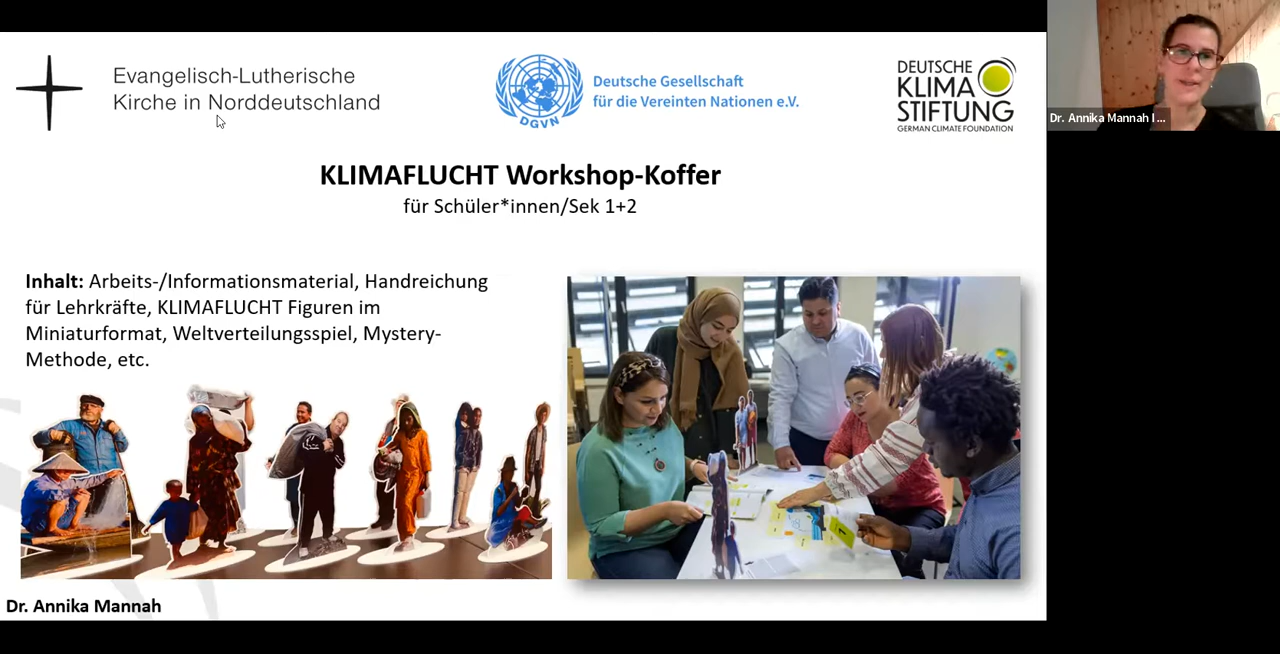 Evangelisch-Lutherische
Kirche in Norddeutschland
DGVN
Deutsche Gesellschaft
für die Vereinten Nationen e.V.
DEUTSCHE
KLIMA
STIFTUNG
GERMAN CLIMATE FOUNDATION
KLIMAFLUCHT Workshop-Koffer
für Schüler*innen/Sek 1+2
Inhalt: Arbeits-/Informationsmaterial, Handreichung
für Lehrkräfte, KLIMAFLUCHT Figuren im
Miniaturformat, Weltverteilungsspiel, Mystery-
Methode, etc.
Dr. Annika Mannah
Dr. Annika Mannah I ...